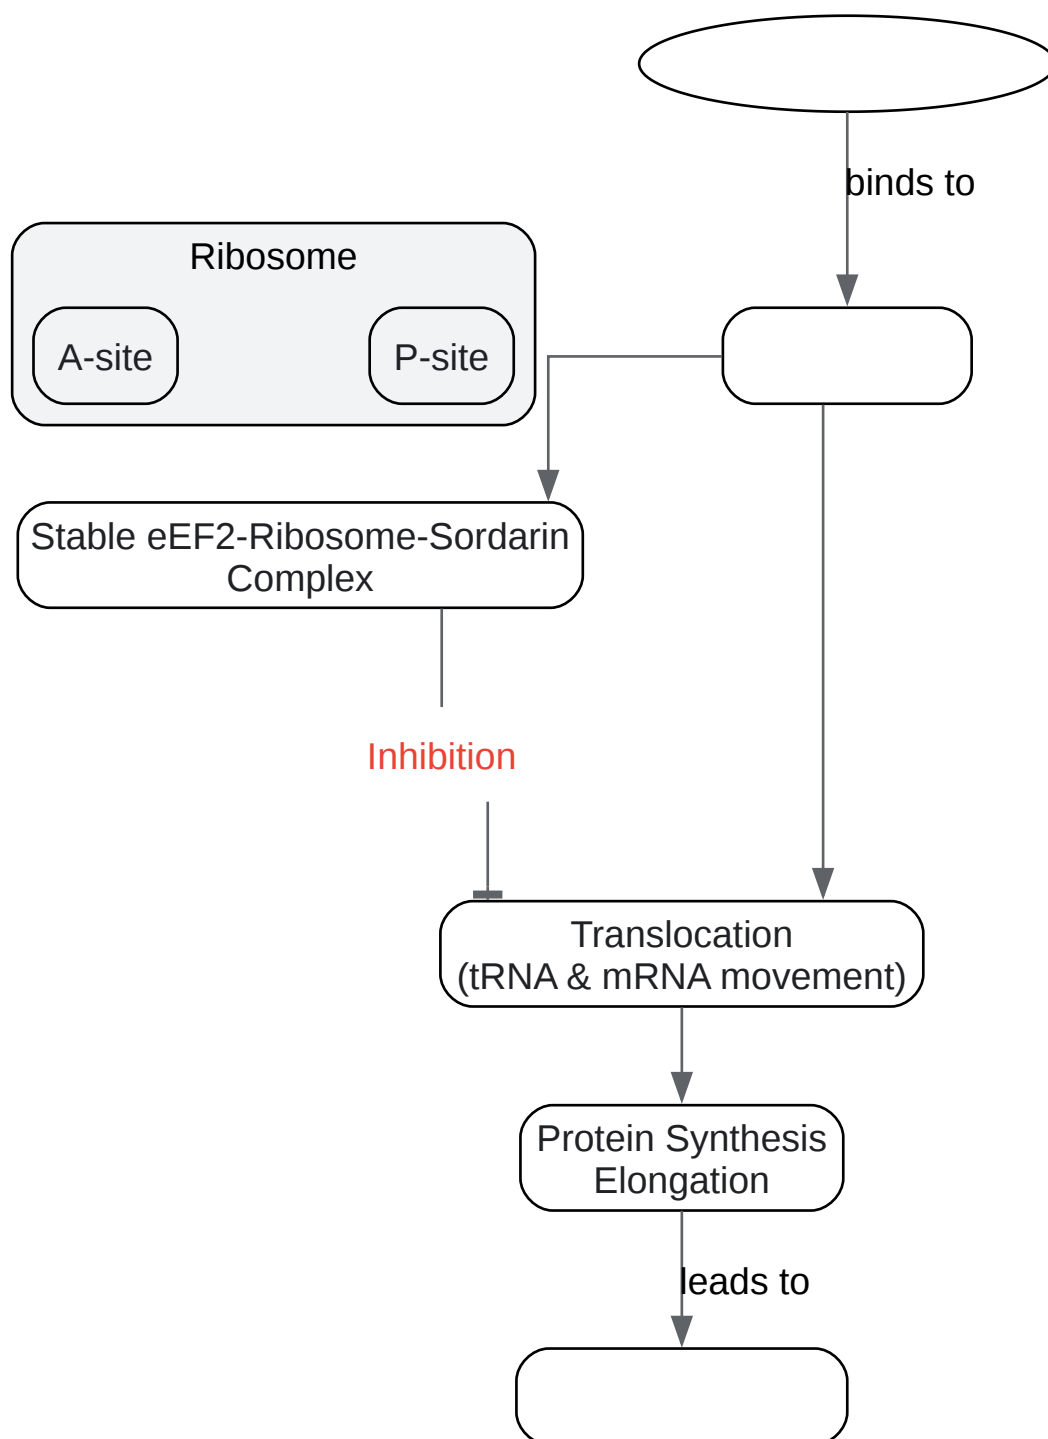 binds to
Ribosome
A-site
P-site
Stable eEF2-Ribosome-Sordarin
Complex
Inhibition
Translocation
(tRNA & mRNA movement)
Protein Synthesis
Elongation
leads to